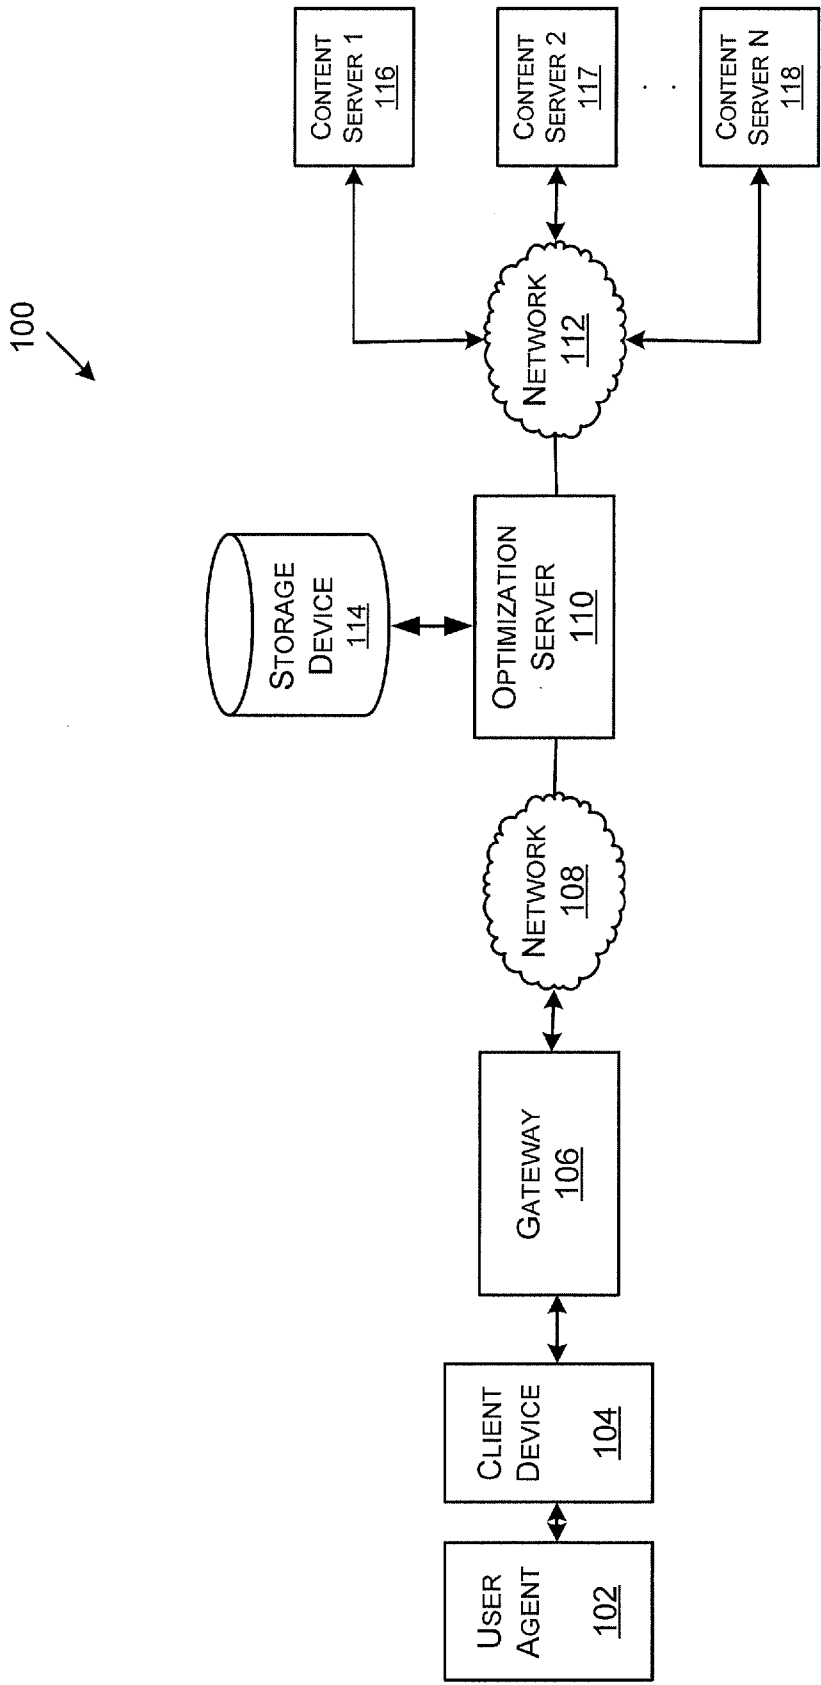 100
USER
AGENT
102
CLIENT
DEVICE
104
GATEWAY
106
NETWORK
108
STORAGE
DEVICE
114
OPTIMIZATION
SERVER
110
NETWORK
112
CONTENT
SERVER 1
116
CONTENT
SERVER 2
117
. .
CONTENT
SERVER N
118